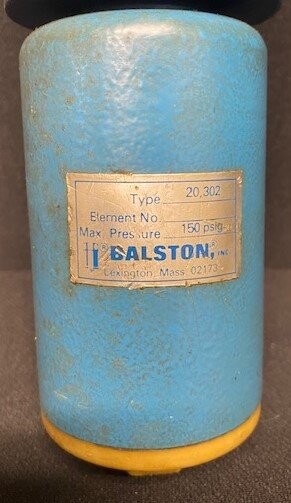 Type 20,302
Element No.
Max. Pressure 150 psig.
BALSTON, INC
Lexington, Mass. 02173